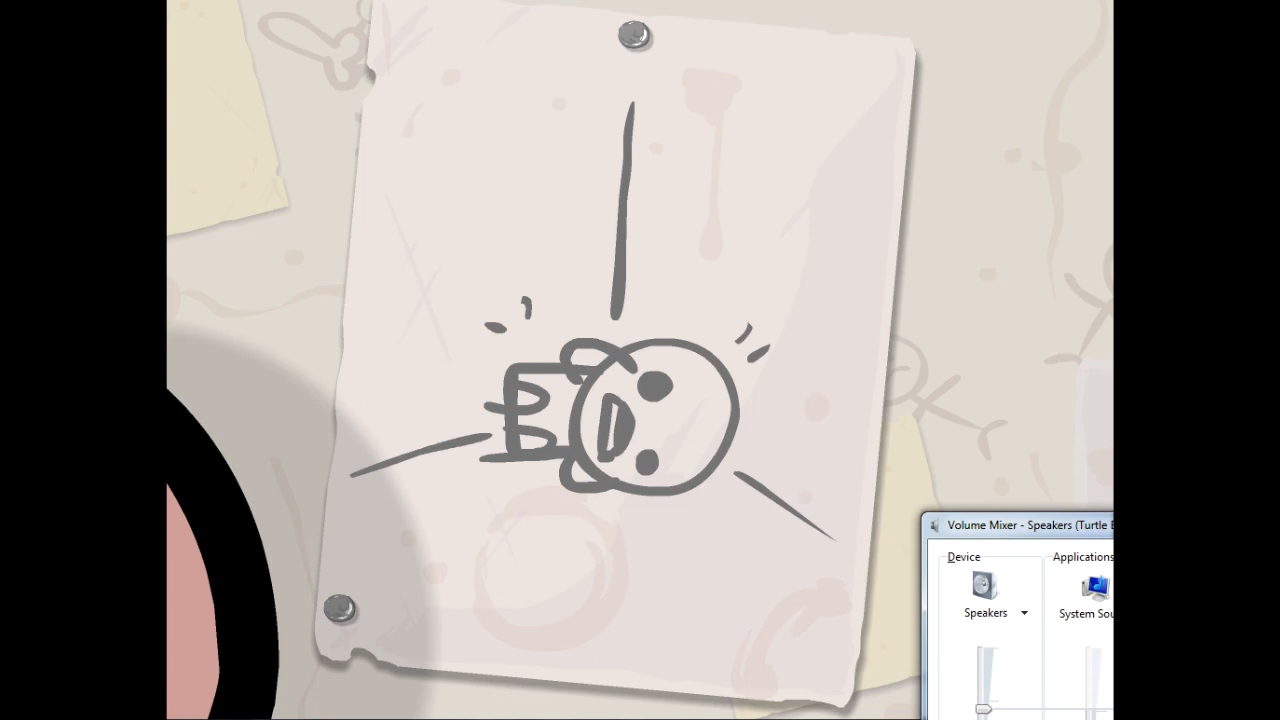 Volume Mixer - Speakers (Turtle
Device
Applications
Speakers
System Sou